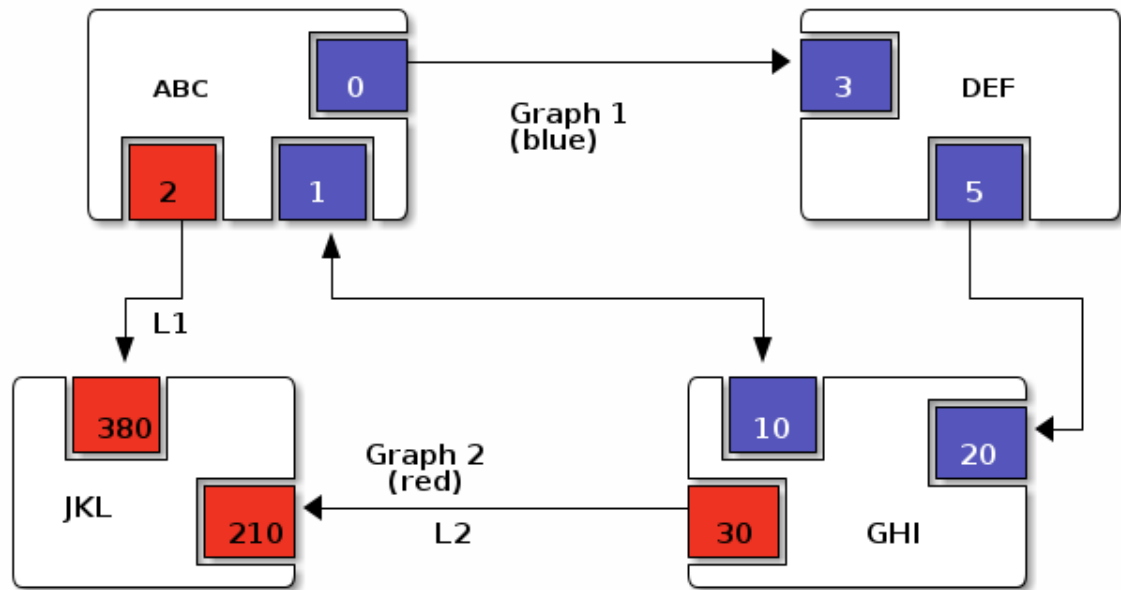 0
ABC
3
DEF
Graph 1
(blue)
2
1
5
L1
380
10
20
Graph 2
(red)
JKL
210
L2
30
GHI